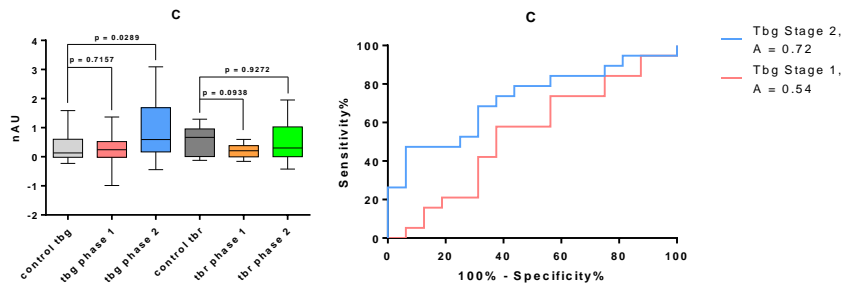 C
p = 0.0289
p = 0.7157
p = 0.9272
p = 0.0938
nAU
4
3
2
1
0
-1
-2
control tbg
tbg phase 1
tbg phase 2
control tbr
tbr phase 1
tbr phase 2
C
Sensitivity%
100
80
60
40
20
0
0
20
40
60
80
100
100% - Specificity%
Tbg Stage 2,
A = 0.72
Tbg Stage 1,
A = 0.54